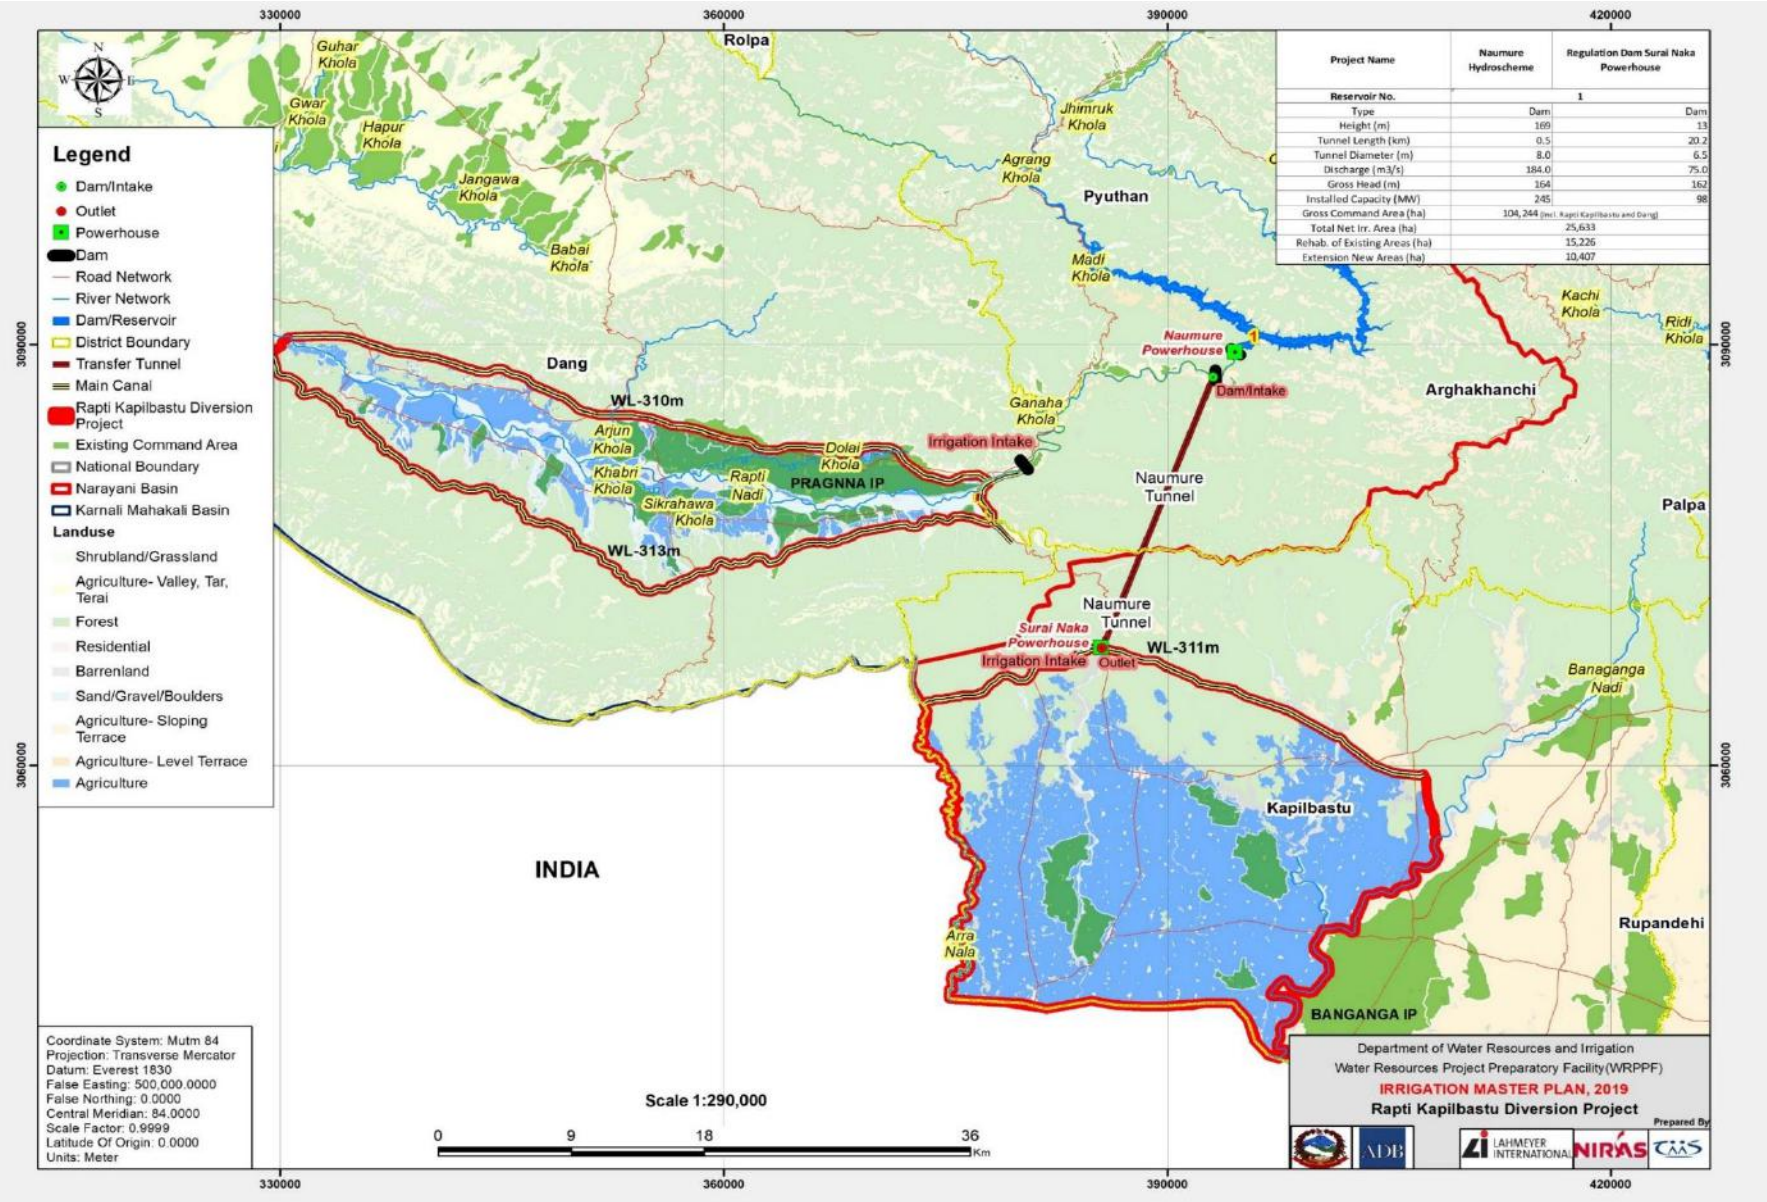 330000
360000
390000
420000
N
W
E
S
Guhar
Khola
Gwar
Khola
Hapur
Khola
Jangawa
Khola
Babai
Khola
Rolpa
Jhimruk
Khola
Agrang
Khola
Pyuthan
Madi
Khola
Project Name
Naumure
Hydroscheme
Regulation Dam Surai Naka
Powerhouse
Reservoir No. 1
Type Dam Dam
Height (m) 169 13
Tunnel Length (km) 0.5 20.2
Tunnel Diameter (m) 8.0 6.5
Discharge (m3/s) 184.0 75.0
Gross Head (m) 164 162
Installed Capacity (MW) 245 98
Gross Command Area (ha) 104,244 (incl. Rapti Kapilbastu and Dang)
Total Net Irr. Area (ha) 25,633
Rehab. of Existing Areas (ha) 15,226
Extension New Areas (ha) 10,407
Legend
Dam/Intake
Outlet
Powerhouse
Dam
Road Network
River Network
Dam/Reservoir
District Boundary
Transfer Tunnel
Main Canal
Rapti Kapilbastu Diversion
Project
Existing Command Area
National Boundary
Narayani Basin
Karnali Mahakali Basin
Landuse
Shrubland/Grassland
Agriculture- Valley, Tar,
Terai
Forest
Residential
Barrenland
Sand/Gravel/Boulders
Agriculture- Sloping
Terrace
Agriculture- Level Terrace
Agriculture
3090000
3060000
3090000
3060000
Kachi
Khola
Ridi
Khola
1
Naumure
Powerhouse
Dam/Intake
Arghakhanchi
Dang
WL-310m
Ganaha
Khola
Irrigation Intake
Arjun
Khola
Dolai
Khola
Khabri
Khola
Rapti
Nadi
PRAGNNA IP
Sikrahawa
Khola
WL-313m
Naumure
Tunnel
Palpa
Naumure
Tunnel
Surai Naka
Powerhouse
Irrigation Intake
Outlet
WL-311m
Banaganga
Nadi
Kapilbastu
INDIA
Arra
Nala
Rupandehi
BANGANGA IP
Coordinate System: Mutm 84
Projection: Transverse Mercator
Datum: Everest 1830
False Easting: 500,000.0000
False Northing: 0.0000
Central Meridian: 84.0000
Scale Factor: 0.9999
Latitude Of Origin: 0.0000
Units: Meter
Scale 1:290,000
0 9 18 36
Km
Department of Water Resources and Irrigation
Water Resources Project Preparatory Facility(WRPPF)
IRRIGATION MASTER PLAN, 2019
Rapti Kapilbastu Diversion Project
Prepared By
ADB
LAHMEYER
INTERNATIONAL
NIRAS
330000
360000
390000
420000